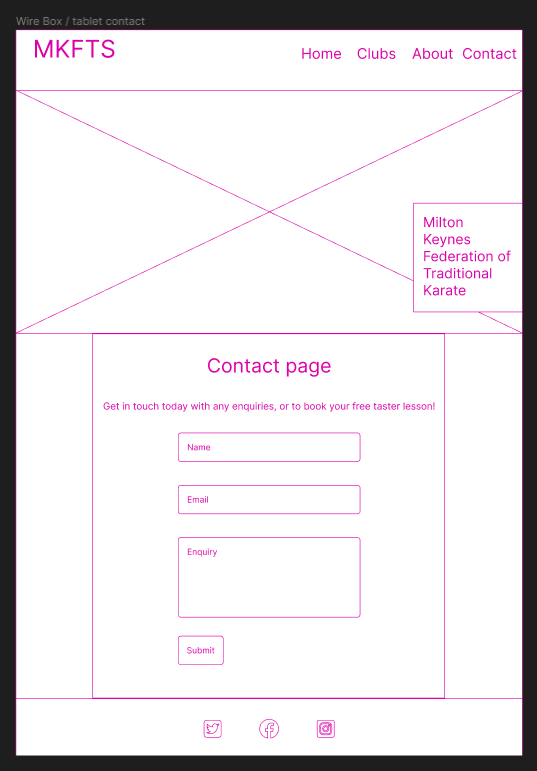 Wire Box / tablet contact
MKFTS
Home Clubs About Contact
Milton
Keynes
Federation of
Traditional
Karate
Contact page
Get in touch today with any enquiries, or to book your free taster lesson!
Name
Email
Enquiry
Submit